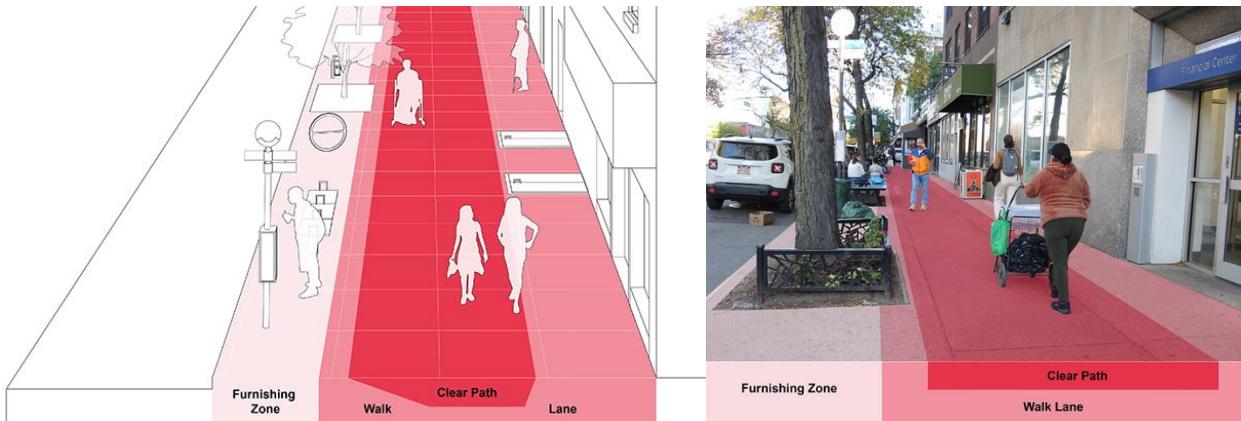 Furnishing
Zone
Walk
Clear Path
Lane
Financial Center
Furnishing Zone
Clear Path
Walk Lane